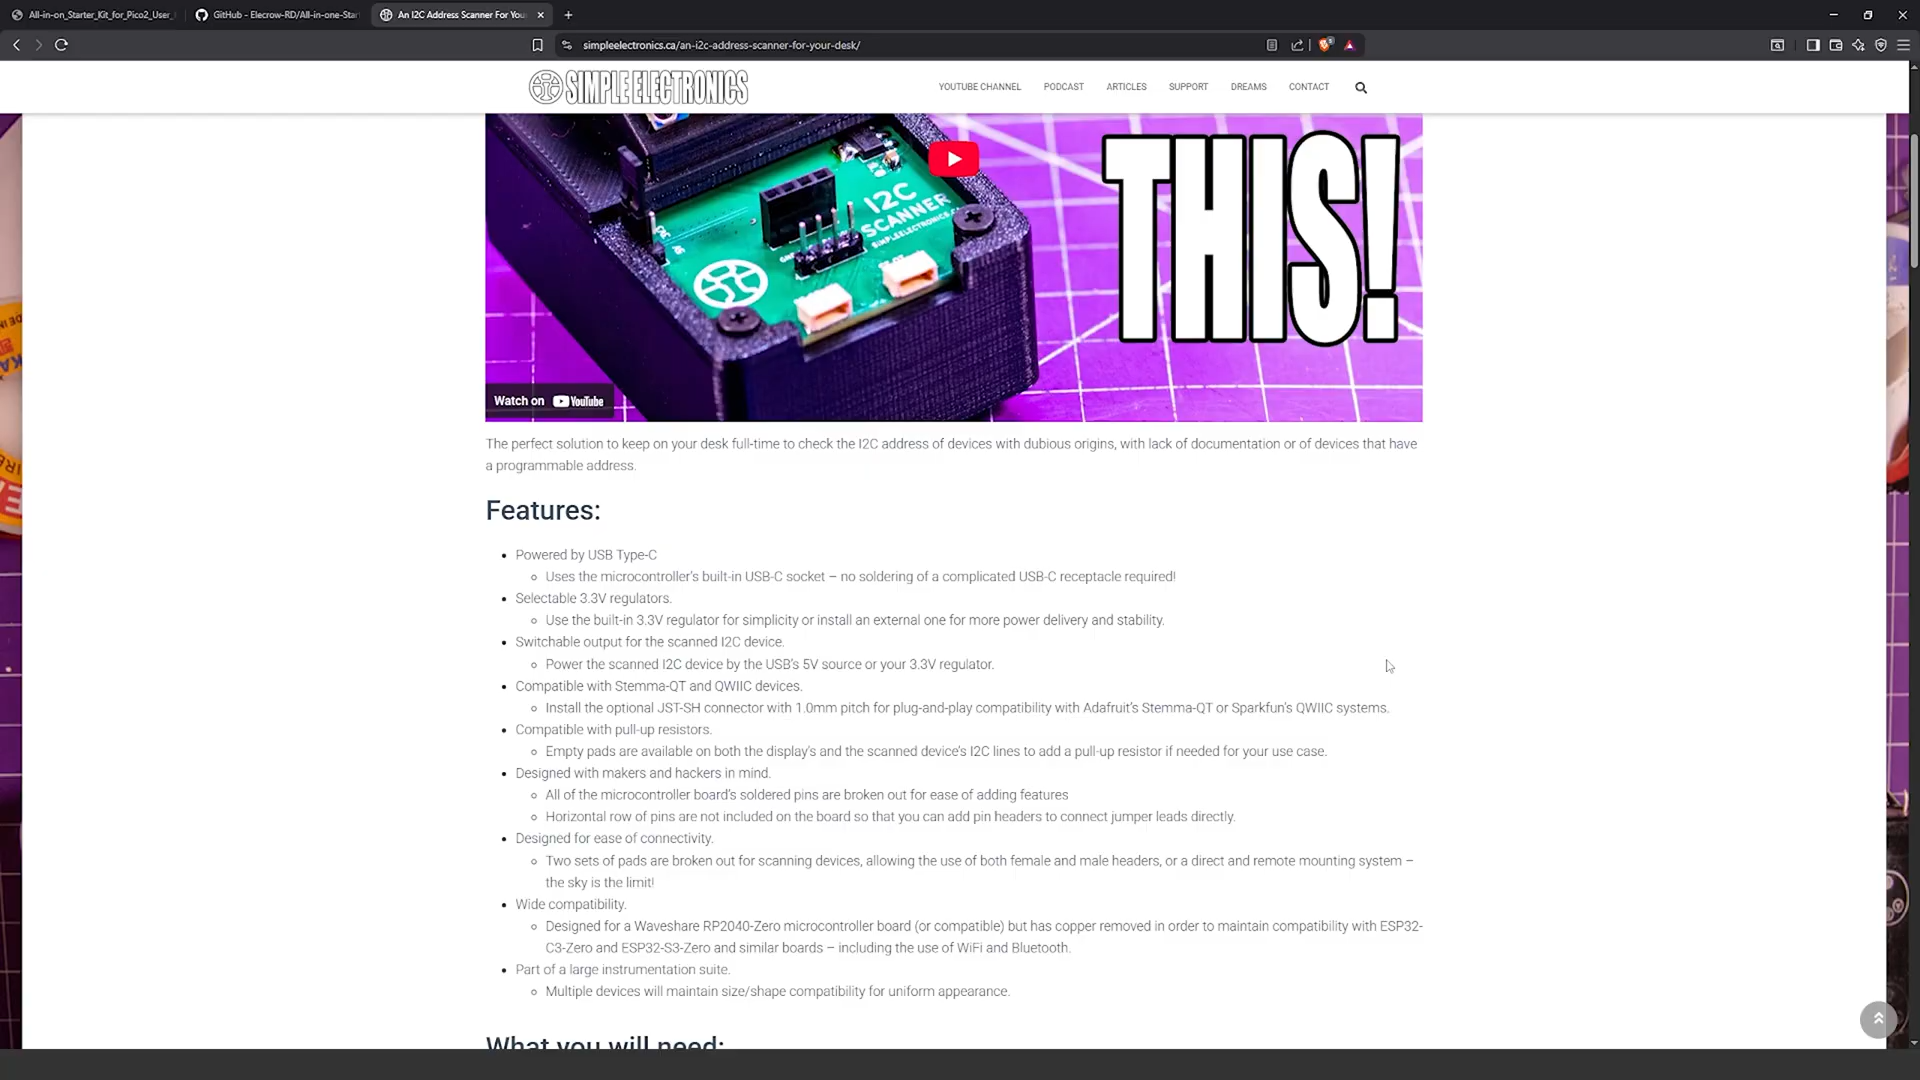 All-in-on_Starter_Kit_for_Pico2_User_
GitHub - Elecrow-RD/All-in-one-Star
An I2C Address Scanner For You
simpleelectronics.ca/an-i2c-address-scanner-for-your-desk/
SIMPLE ELECTRONICS
YOUTUBE CHANNEL
PODCAST
ARTICLES
SUPPORT
DREAMS
CONTACT
I2C
SCANNER
SIMPLEELECTRONICS.C
THIS!
Watch on YouTube
The perfect solution to keep on your desk full-time to check the I2C address of devices with dubious origins, with lack of documentation or of devices that have
a programmable address.
Features:
Powered by USB Type-C
Uses the microcontroller's built-in USB-C socket – no soldering of a complicated USB-C receptacle required!
Selectable 3.3V regulators.
Use the built-in 3.3V regulator for simplicity or install an external one for more power delivery and stability.
Switchable output for the scanned I2C device.
Power the scanned I2C device by the USB's 5V source or your 3.3V regulator.
Compatible with Stemma-QT and QWIIC devices.
Install the optional JST-SH connector with 1.0mm pitch for plug-and-play compatibility with Adafruit's Stemma-QT or Sparkfun's QWIIC systems.
Compatible with pull-up resistors.
Empty pads are available on both the display's and the scanned device's I2C lines to add a pull-up resistor if needed for your use case.
Designed with makers and hackers in mind.
All of the microcontroller board's soldered pins are broken out for ease of adding features
Horizontal row of pins are not included on the board so that you can add pin headers to connect jumper leads directly.
Designed for ease of connectivity.
Two sets of pads are broken out for scanning devices, allowing the use of both female and male headers, or a direct and remote mounting system –
the sky is the limit!
Wide compatibility.
Designed for a Waveshare RP2040-Zero microcontroller board (or compatible) but has copper removed in order to maintain compatibility with ESP32-
C3-Zero and ESP32-S3-Zero and similar boards – including the use of WiFi and Bluetooth.
Part of a large instrumentation suite.
Multiple devices will maintain size/shape compatibility for uniform appearance.
What you will need: